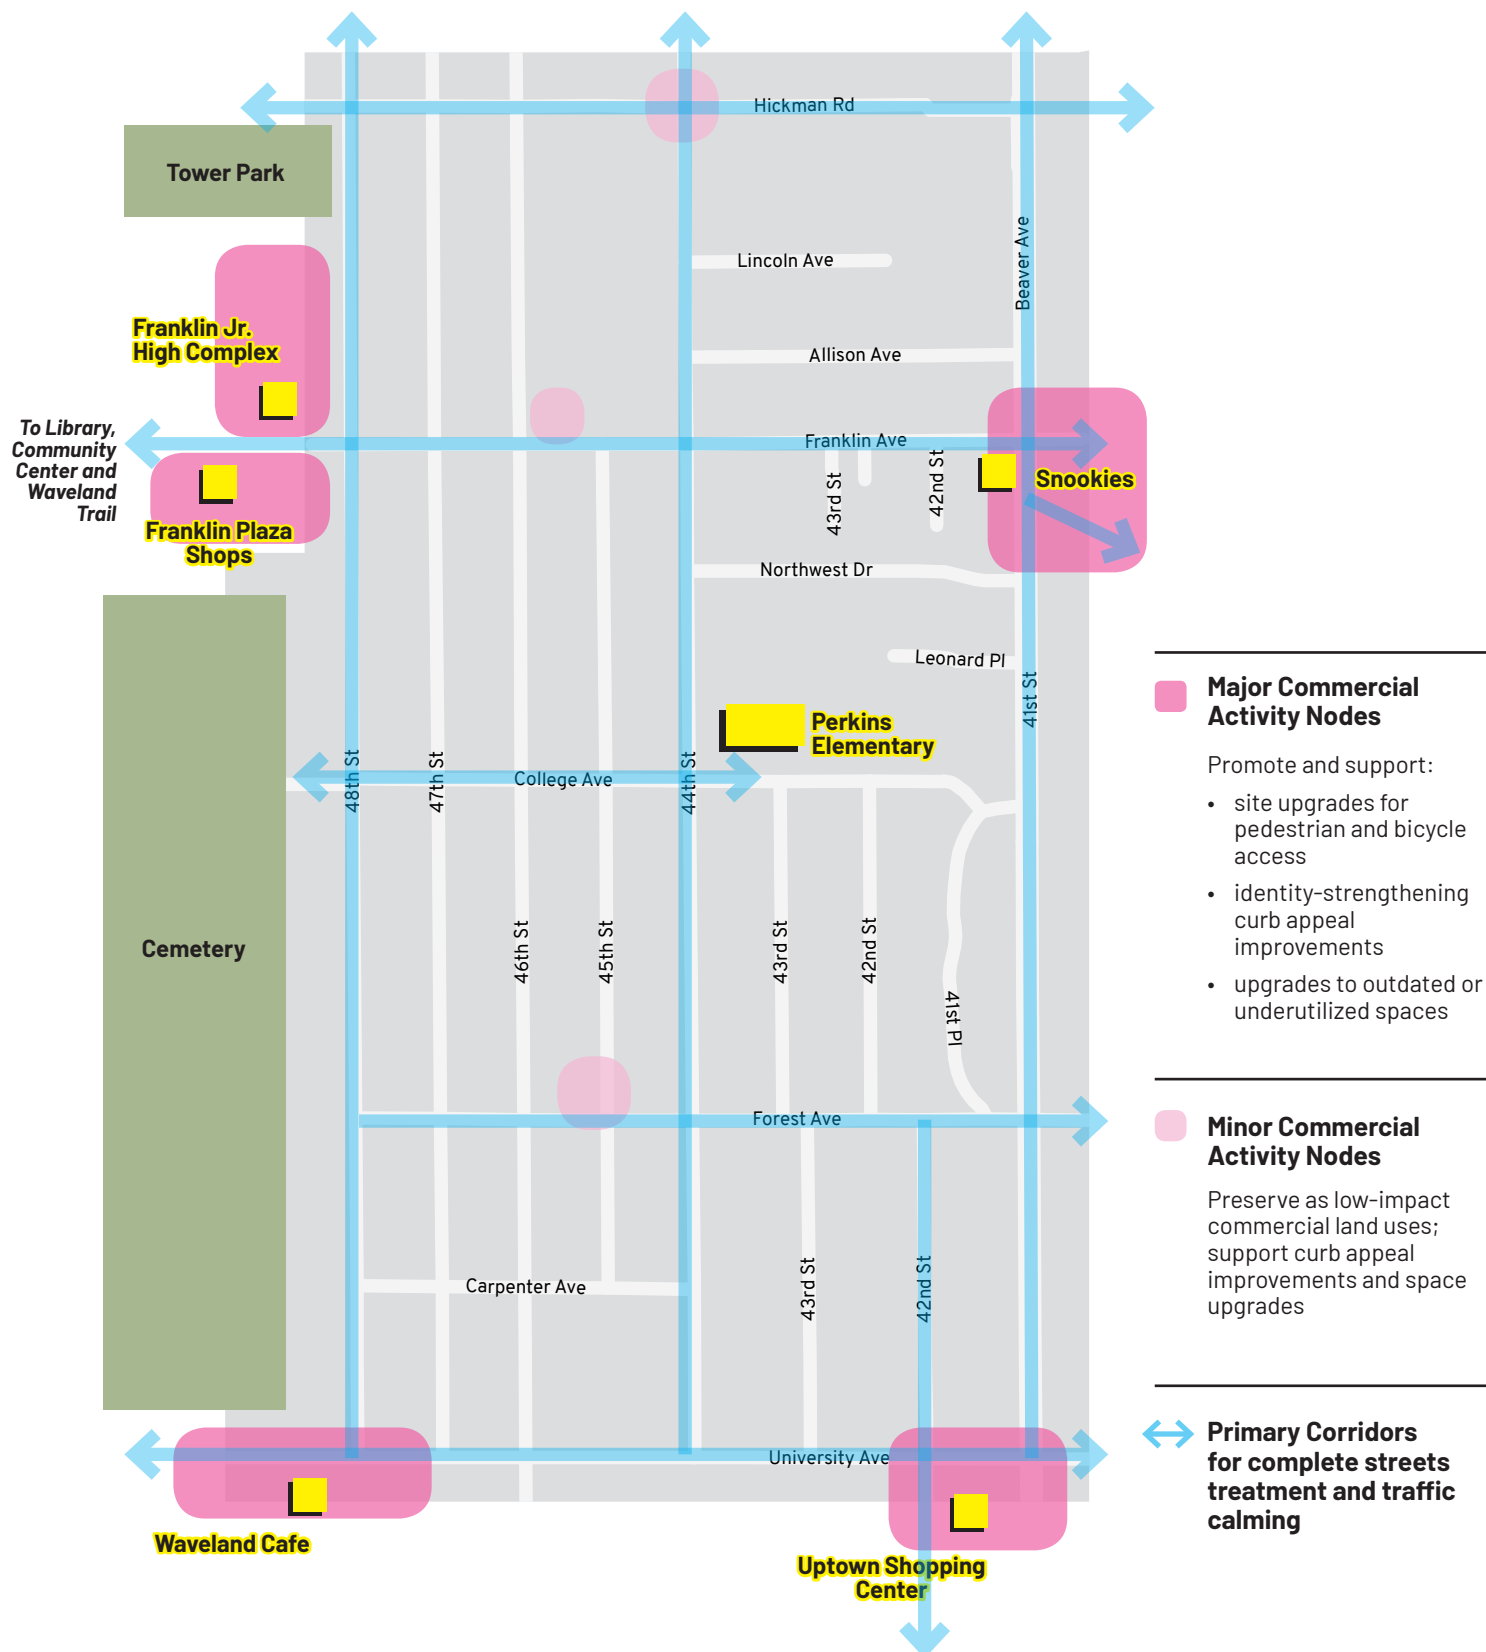 Hickman Rd
Tower Park
Beaver Ave
Lincoln Ave
Franklin Jr.
High Complex
Allison Ave
To Library,
Community
Center and
Waveland
Trail
Franklin Ave
43rd St
42nd St
Snookies
Franklin Plaza
Shops
Northwest Dr
Leonard Pl
41st St
Perkins
Elementary
48th St
47th St
College Ave
44th St
Cemetery
46th St
45th St
43rd St
42nd St
41st Pl
Forest Ave
Carpenter Ave
43rd St
42nd St
University Ave
Waveland Cafe
Uptown Shopping
Center
Major Commercial
Activity Nodes
Promote and support:
• site upgrades for
pedestrian and bicycle
access
• identity-strengthening
curb appeal
improvements
• upgrades to outdated or
underutilized spaces
Minor Commercial
Activity Nodes
Preserve as low-impact
commercial land uses;
support curb appeal
improvements and space
upgrades
Primary Corridors
for complete streets
treatment and traffic
calming